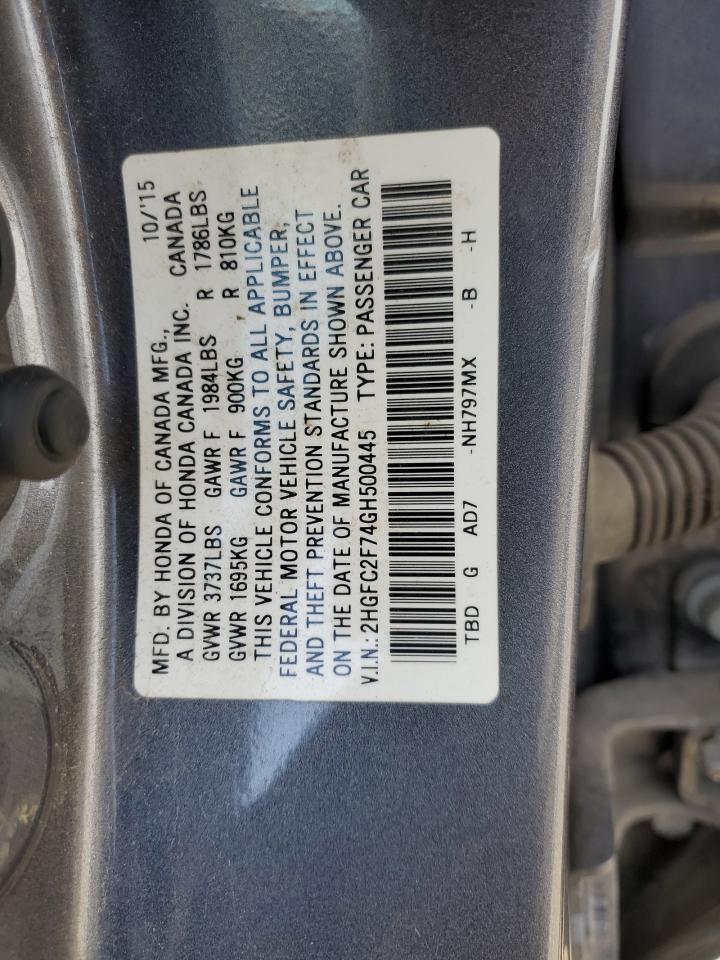 MFD. BY HONDA OF CANADA MFG., 10/'15
A DIVISION OF HONDA CANADA INC. CANADA
GVWR 3737LBS GAWR F 1984LBS R 1786LBS
GVWR 1695KG GAWR F 900KG R 810KG
THIS VEHICLE CONFORMS TO ALL APPLICABLE
FEDERAL MOTOR VEHICLE SAFETY, BUMPER,
AND THEFT PREVENTION STANDARDS IN EFFECT
ON THE DATE OF MANUFACTURE SHOWN ABOVE.
V.I.N.: 2HGFC2F74GH500445 TYPE: PASSENGER CAR
TBD G AD7 -NH797MX -B -H